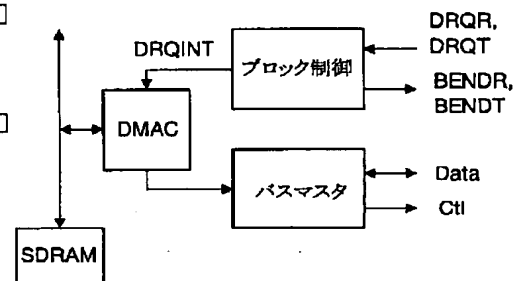 DRQR,
DRQT
DRQINT
ブロック制御
BENDR,
BENDT
DMAC
バスマスタ
Data
Ctl
SDRAM